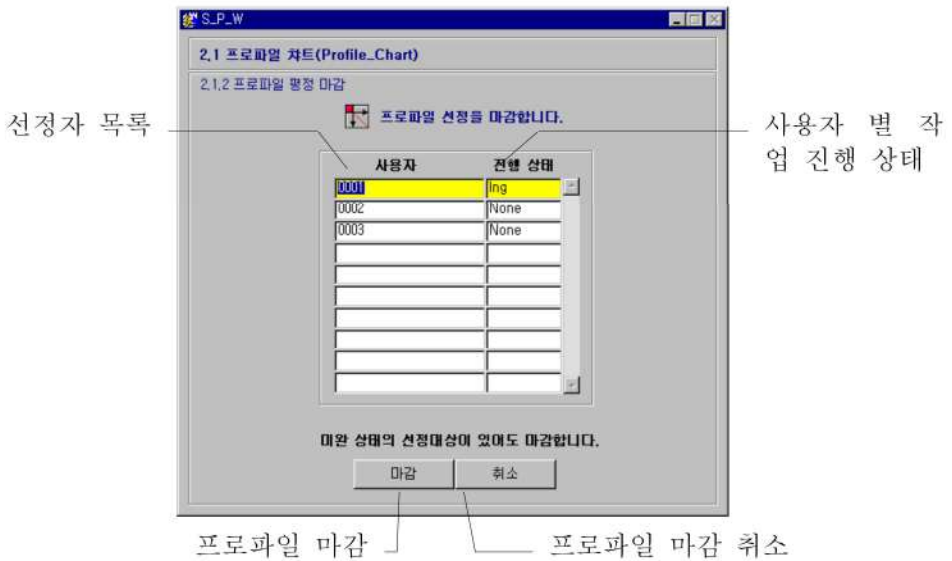 S_P_W
2.1 프로파일 챠트(Profile_Chart)
2.1.2 프로파일 평정 마감
프로파일 선정을 마감합니다.
선정자 목록
사용자 별 작
업 진행 상태
사용자 진행 상태
0001 Ing
0002 None
0003 None
미완 상태의 선정대상이 있어도 마감합니다.
마감 취소
프로파일 마감 프로파일 마감 취소